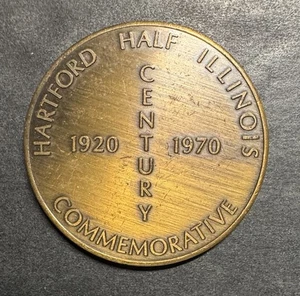 HARTFORD HALF ILLINOIS
CENTURY
1920 1970
COMMEMORATIVE